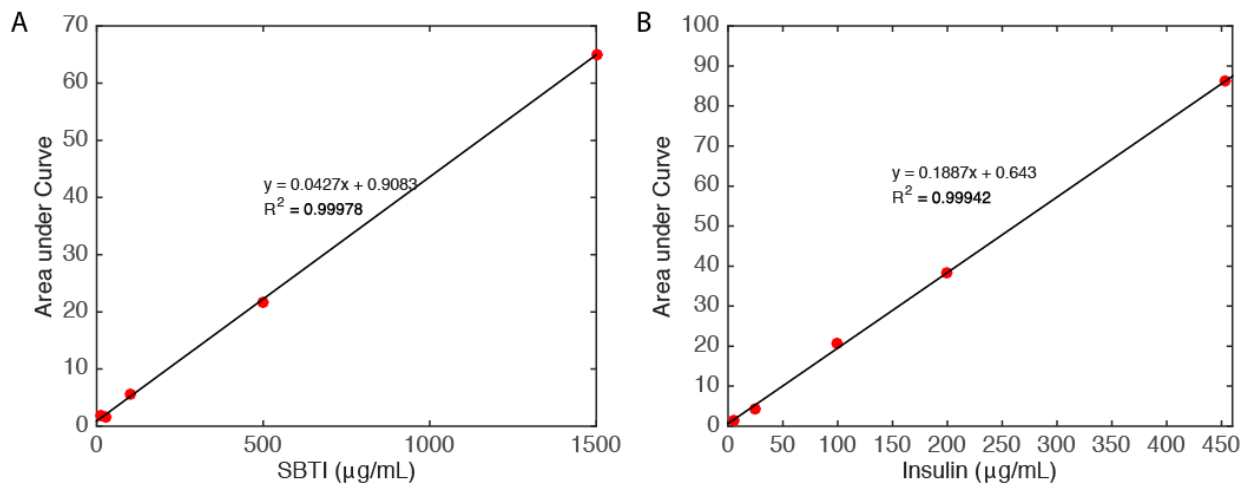 A
70
60
50
40
30
20
10
0
Area under Curve
y = 0.0427x + 0.9083
R² = 0.99978
0 500 1000 1500
SBTI (μg/mL)
B
100
90
80
70
60
50
40
30
20
10
0
Area under Curve
y = 0.1887x + 0.643
R² = 0.99942
0 50 100 150 200 250 300 350 400 450
Insulin (μg/mL)